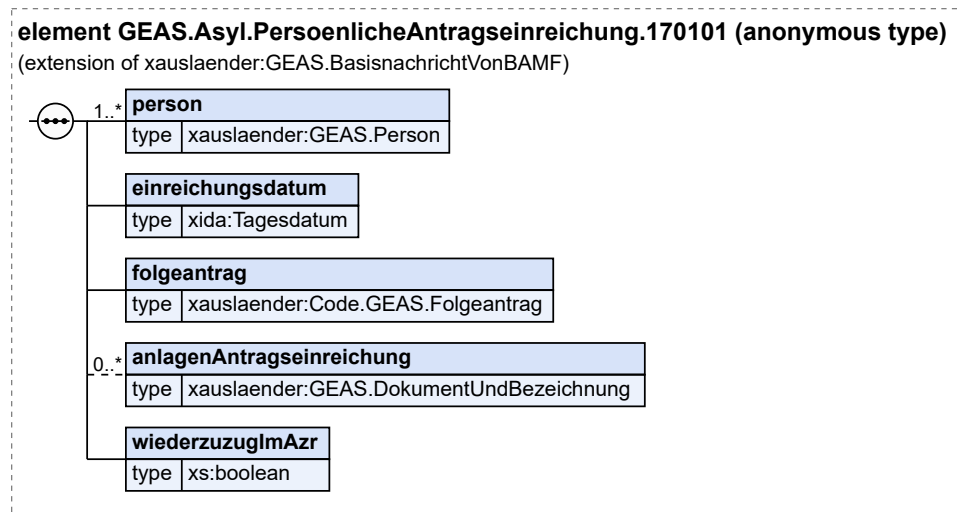 element GEAS.Asyl.PersoenlicheAntragseinreichung.170101 (anonymous type)
(extension of xauslaender:GEAS.BasisnachrichtVonBAMF)
1..* person
type xauslaender:GEAS.Person
einreichungsdatum
type xida:Tagesdatum
folgeantrag
type xauslaender:Code.GEAS.Folgeantrag
0..* anlagenAntragseinreichung
type xauslaender:GEAS.DokumentUndBezeichnung
wiederzuzugImAzr
type xs:boolean